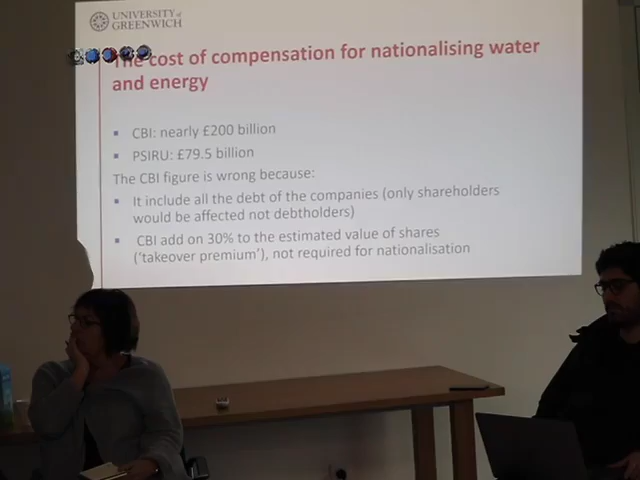 UNIVERSITY of
GREENWICH
The cost of compensation for nationalising water
and energy
CBI: nearly £200 billion
PSIRU: £79.5 billion
The CBI figure is wrong because:
It include all the debt of the companies (only shareholders
would be affected not debtholders)
CBI add on 30% to the estimated value of shares
('takeover premium'), not required for nationalisation